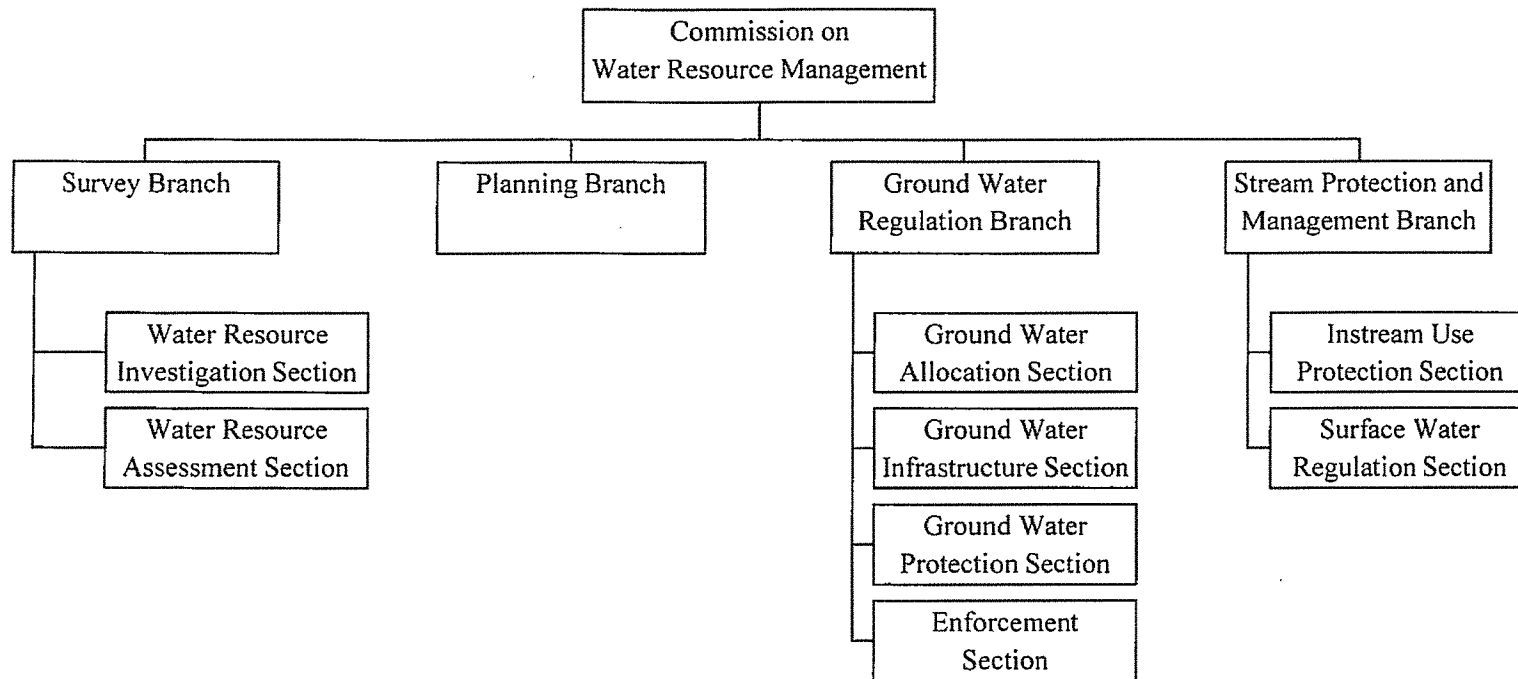 Commission on
Water Resource Management
Survey Branch
Planning Branch
Ground Water
Regulation Branch
Stream Protection and
Management Branch
Water Resource
Investigation Section
Water Resource
Assessment Section
Ground Water
Allocation Section
Ground Water
Infrastructure Section
Ground Water
Protection Section
Enforcement
Section
Instream Use
Protection Section
Surface Water
Regulation Section